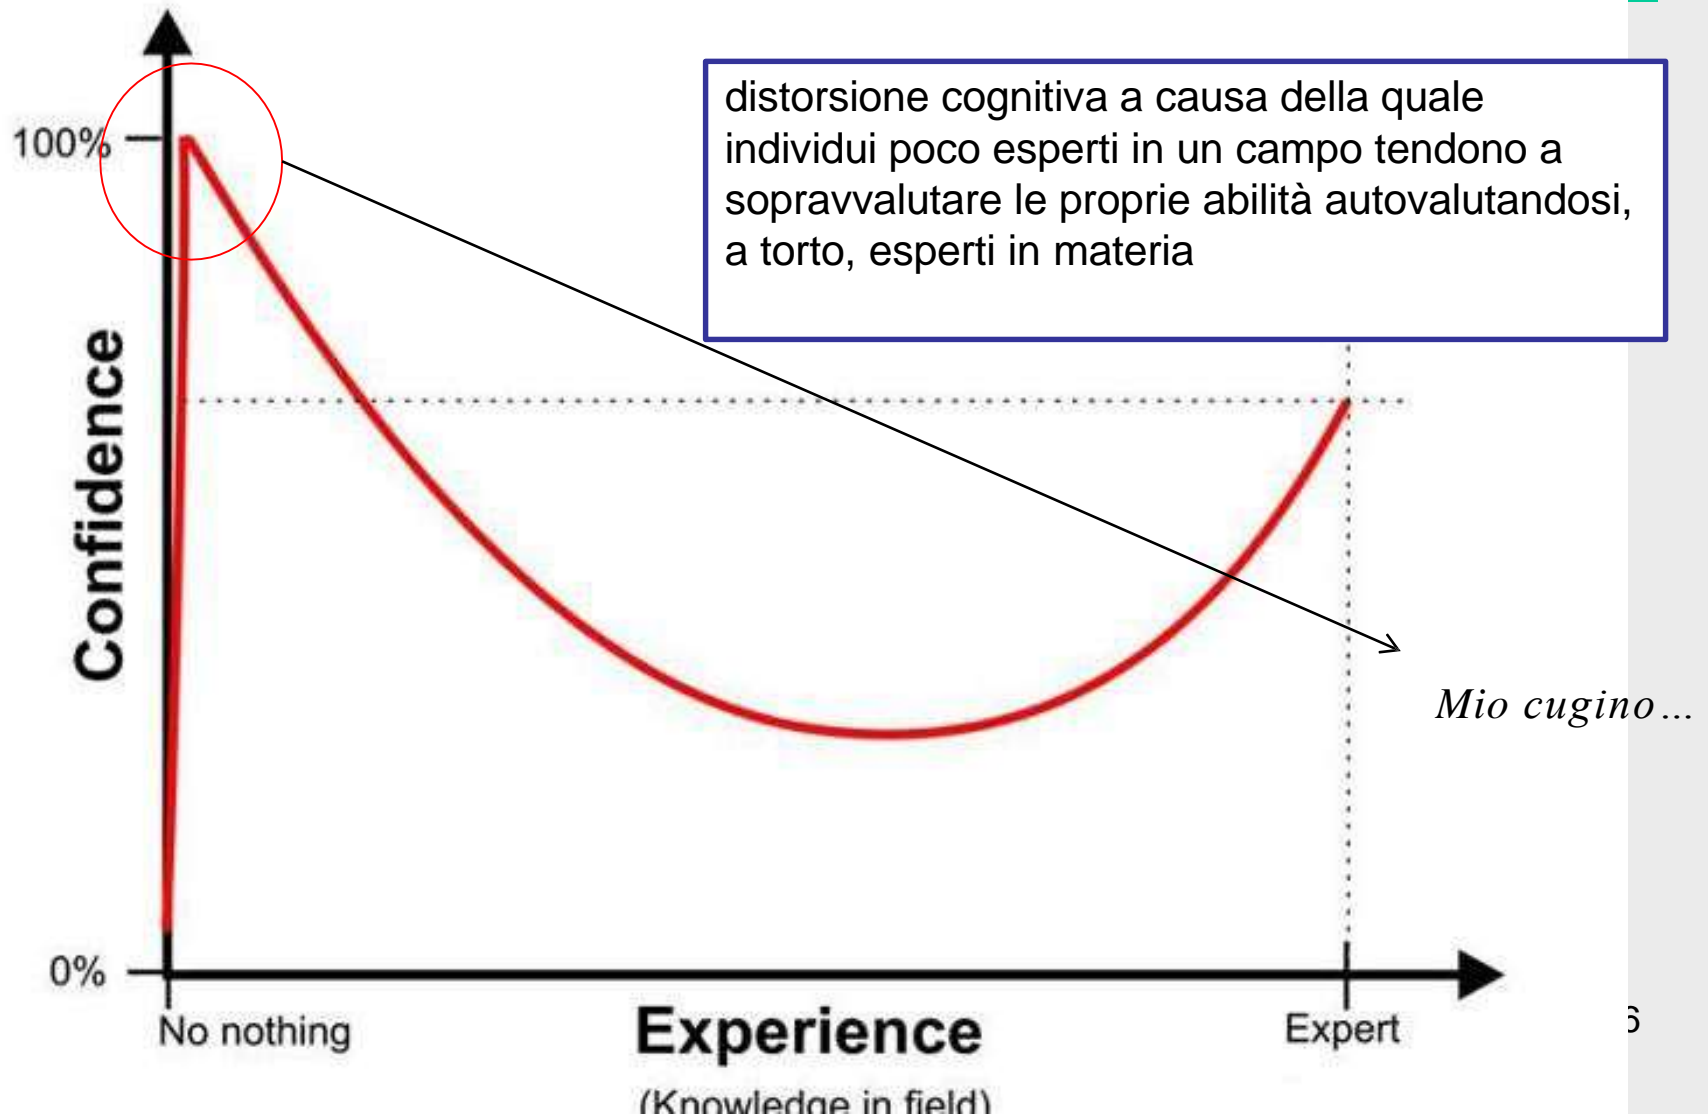 distorsione cognitiva a causa della quale
individui poco esperti in un campo tendono a
sopravvalutare le proprie abilità autovalutandosi,
a torto, esperti in materia
100%
Confidence
Mio cugino...
0%
No nothing
Experience
Expert
6
(Knowledge in field)